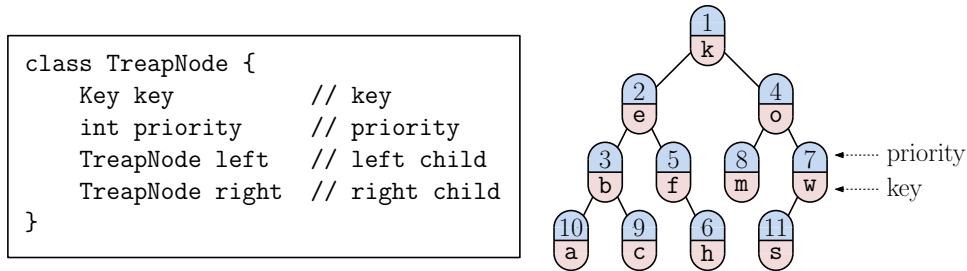 class TreapNode {
Key key // key
int priority // priority
TreapNode left // left child
TreapNode right // right child
}
1
k
2 4
e o
3 5 8 7
b f m w
priority
key
10 9 6 11
a c h s